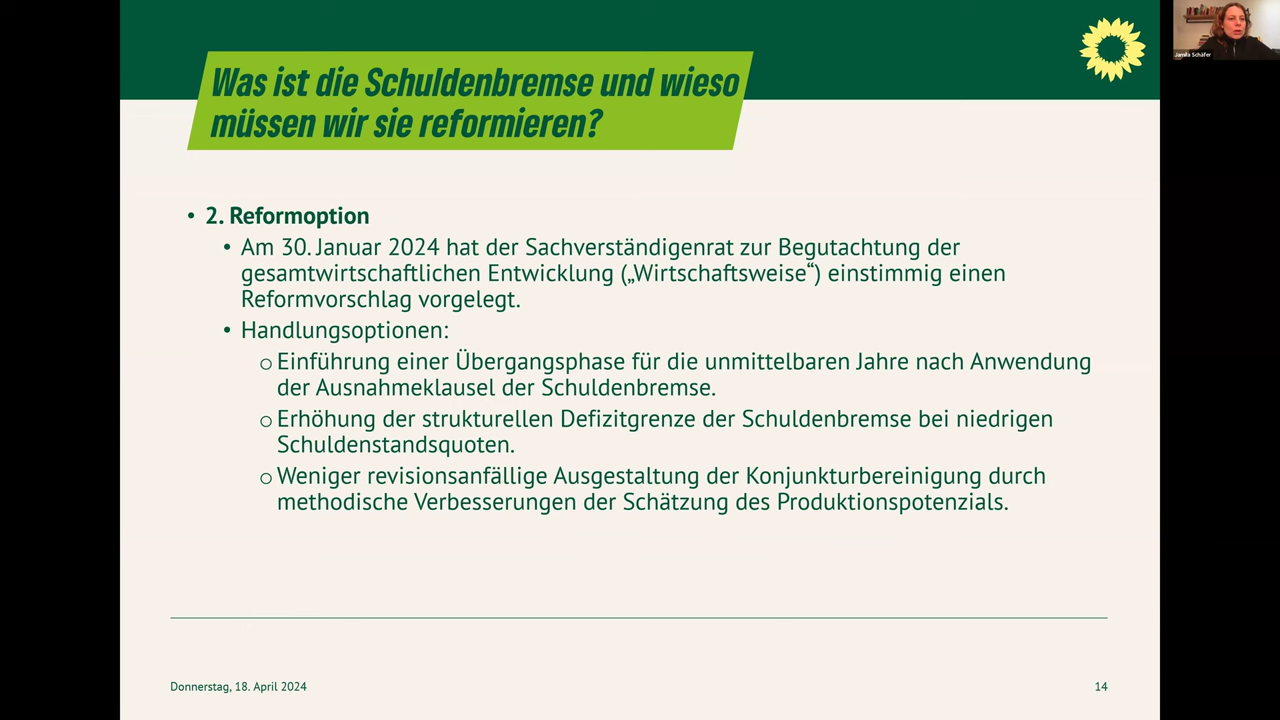 Was ist die Schuldenbremse und wieso
müssen wir sie reformieren?
Jamila Schäfer
• 2. Reformoption
• Am 30. Januar 2024 hat der Sachverständigenrat zur Begutachtung der
gesamtwirtschaftlichen Entwicklung („Wirtschaftsweise“) einstimmig einen
Reformvorschlag vorgelegt.
• Handlungsoptionen:
o Einführung einer Übergangsphase für die unmittelbaren Jahre nach Anwendung
der Ausnahmeklausel der Schuldenbremse.
o Erhöhung der strukturellen Defizitgrenze der Schuldenbremse bei niedrigen
Schuldenstandsquoten.
o Weniger revisionsanfällige Ausgestaltung der Konjunkturbereinigung durch
methodische Verbesserungen der Schätzung des Produktionspotenzials.
Donnerstag, 18. April 2024
14